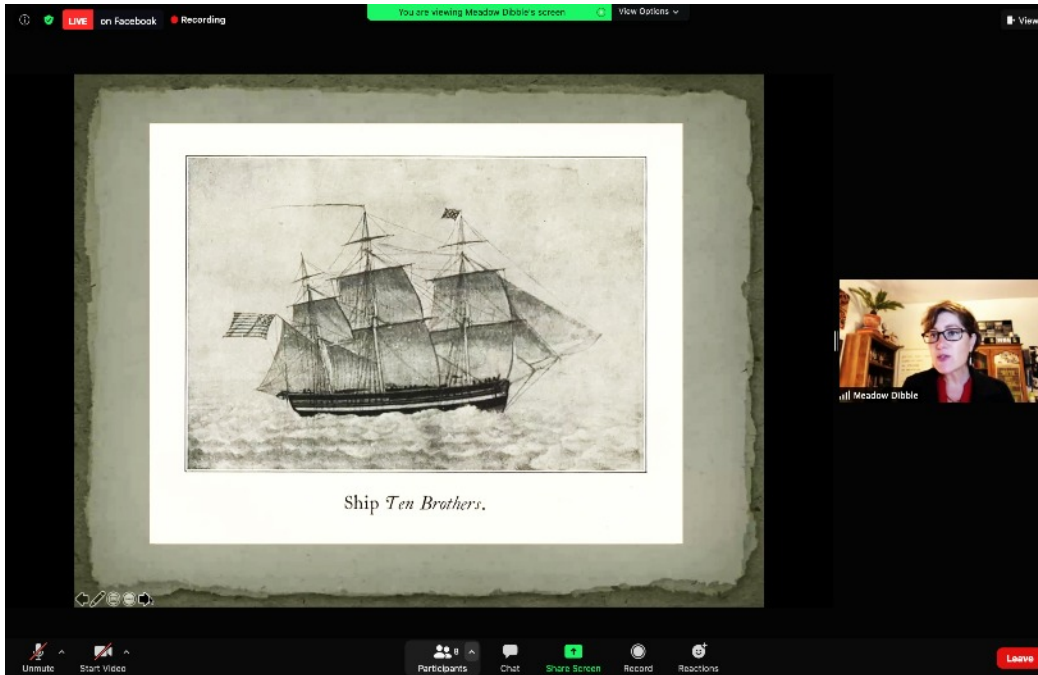 LIVE on Facebook Recording
You are viewing Meadow Dibble's screen
View Options
View
Ship Ten Brothers.
Meadow Dibble
Unmute
Start Video
Participants
8
Chat
Share Screen
Record
Reactions
Leave